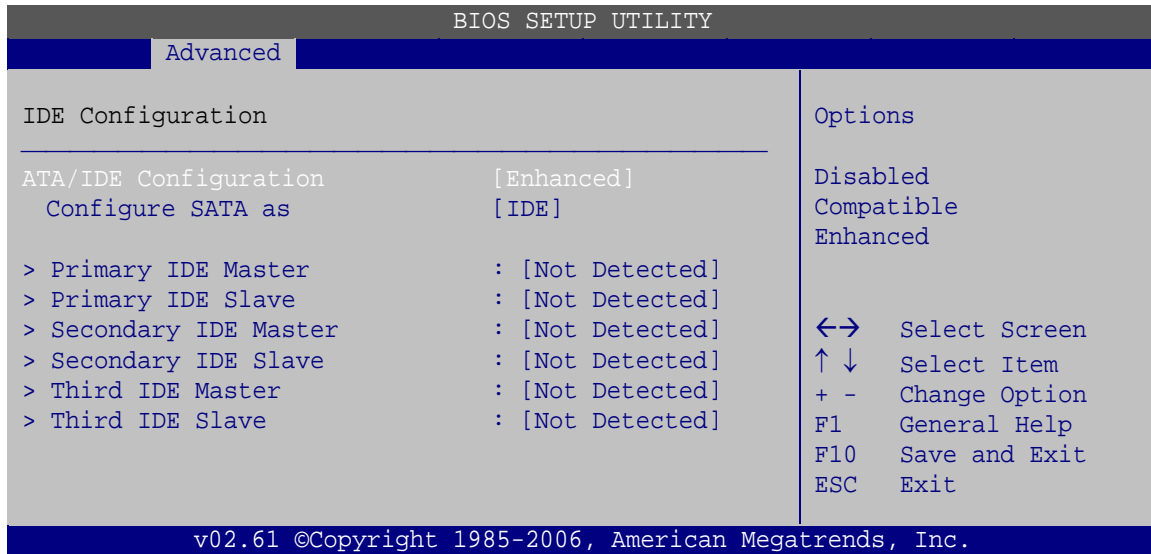 BIOS SETUP UTILITY
Advanced
IDE Configuration
ATA/IDE Configuration [Enhanced]
Configure SATA as [IDE]
> Primary IDE Master : [Not Detected]
> Primary IDE Slave : [Not Detected]
> Secondary IDE Master : [Not Detected]
> Secondary IDE Slave : [Not Detected]
> Third IDE Master : [Not Detected]
> Third IDE Slave : [Not Detected]
Options
Disabled
Compatible
Enhanced
←→ Select Screen
↑ ↓ Select Item
+ - Change Option
F1 General Help
F10 Save and Exit
ESC Exit
v02.61 ©Copyright 1985-2006, American Megatrends, Inc.